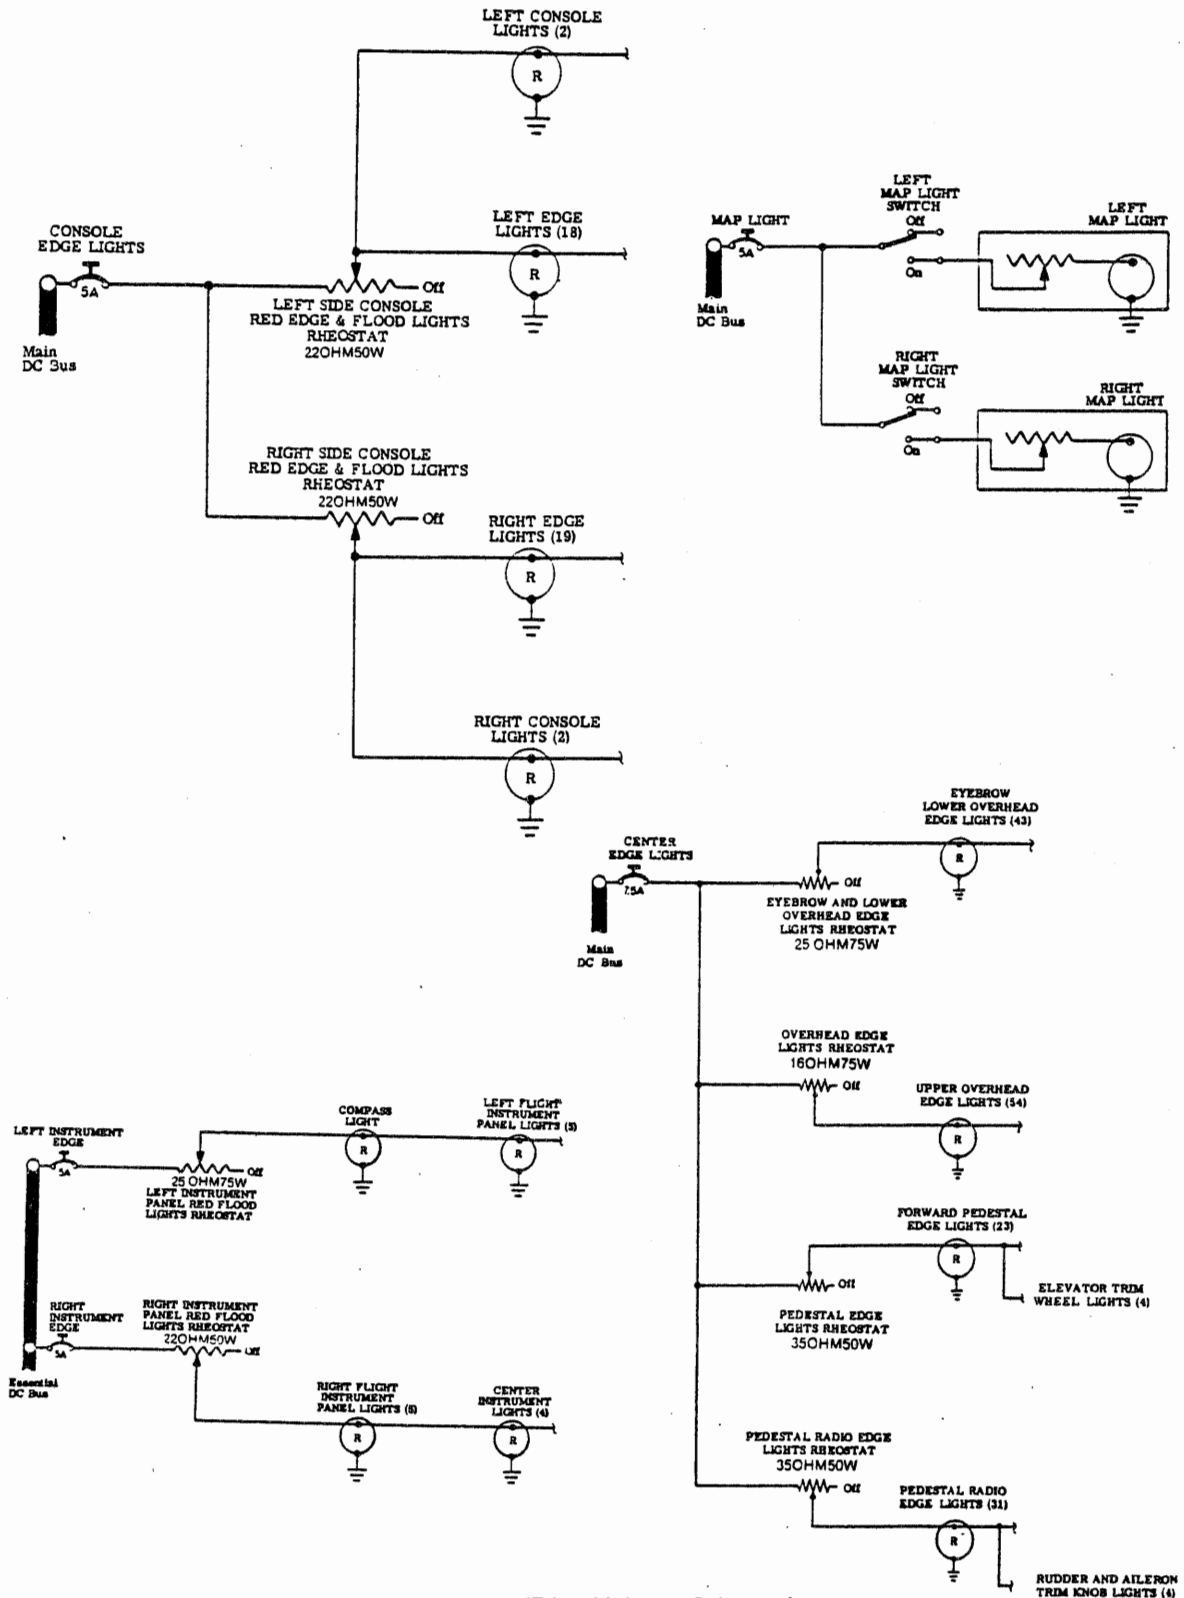 LEFT CONSOLE
LIGHTS (2)
R
LEFT EDGE
LIGHTS (18)
R
CONSOLE
EDGE LIGHTS
5A
Main
DC Bus
Off
LEFT SIDE CONSOLE
RED EDGE & FLOOD LIGHTS
RHEOSTAT
22OHM50W
RIGHT SIDE CONSOLE
RED EDGE & FLOOD LIGHTS
RHEOSTAT
22OHM50W
Off
RIGHT EDGE
LIGHTS (19)
R
RIGHT CONSOLE
LIGHTS (2)
R
MAP LIGHT
5A
Main
DC Bus
LEFT
MAP LIGHT
SWITCH
Off
On
LEFT
MAP LIGHT
RIGHT
MAP LIGHT
SWITCH
Off
On
RIGHT
MAP LIGHT
CENTER
EDGE LIGHTS
7.5A
Main
DC Bus
EYEBROW
LOWER OVERHEAD
EDGE LIGHTS (43)
R
Off
EYEBROW AND LOWER
OVERHEAD EDGE
LIGHTS RHEOSTAT
25 OHM75W
OVERHEAD EDGE
LIGHTS RHEOSTAT
16OHM75W
Off
UPPER OVERHEAD
EDGE LIGHTS (54)
R
FORWARD PEDESTAL
EDGE LIGHTS (23)
R
Off
ELEVATOR TRIM
WHEEL LIGHTS (4)
PEDESTAL EDGE
LIGHTS RHEOSTAT
35OHM50W
PEDESTAL RADIO EDGE
LIGHTS RHEOSTAT
35OHM50W
Off
PEDESTAL RADIO
EDGE LIGHTS (31)
R
RUDDER AND AILERON
TRIM KNOB LIGHTS (4)
LEFT INSTRUMENT
EDGE
5A
Off
25 OHM75W
LEFT INSTRUMENT
PANEL RED FLOOD
LIGHTS RHEOSTAT
COMPASS
LIGHT
R
LEFT FLIGHT
INSTRUMENT
PANEL LIGHTS (5)
R
RIGHT
INSTRUMENT
EDGE
5A
Essential
DC Bus
RIGHT INSTRUMENT
PANEL RED FLOOD
LIGHTS RHEOSTAT
22OHM50W
Off
RIGHT FLIGHT
INSTRUMENT
PANEL LIGHTS
R
CENTER
INSTRUMENT
LIGHTS (4)
R